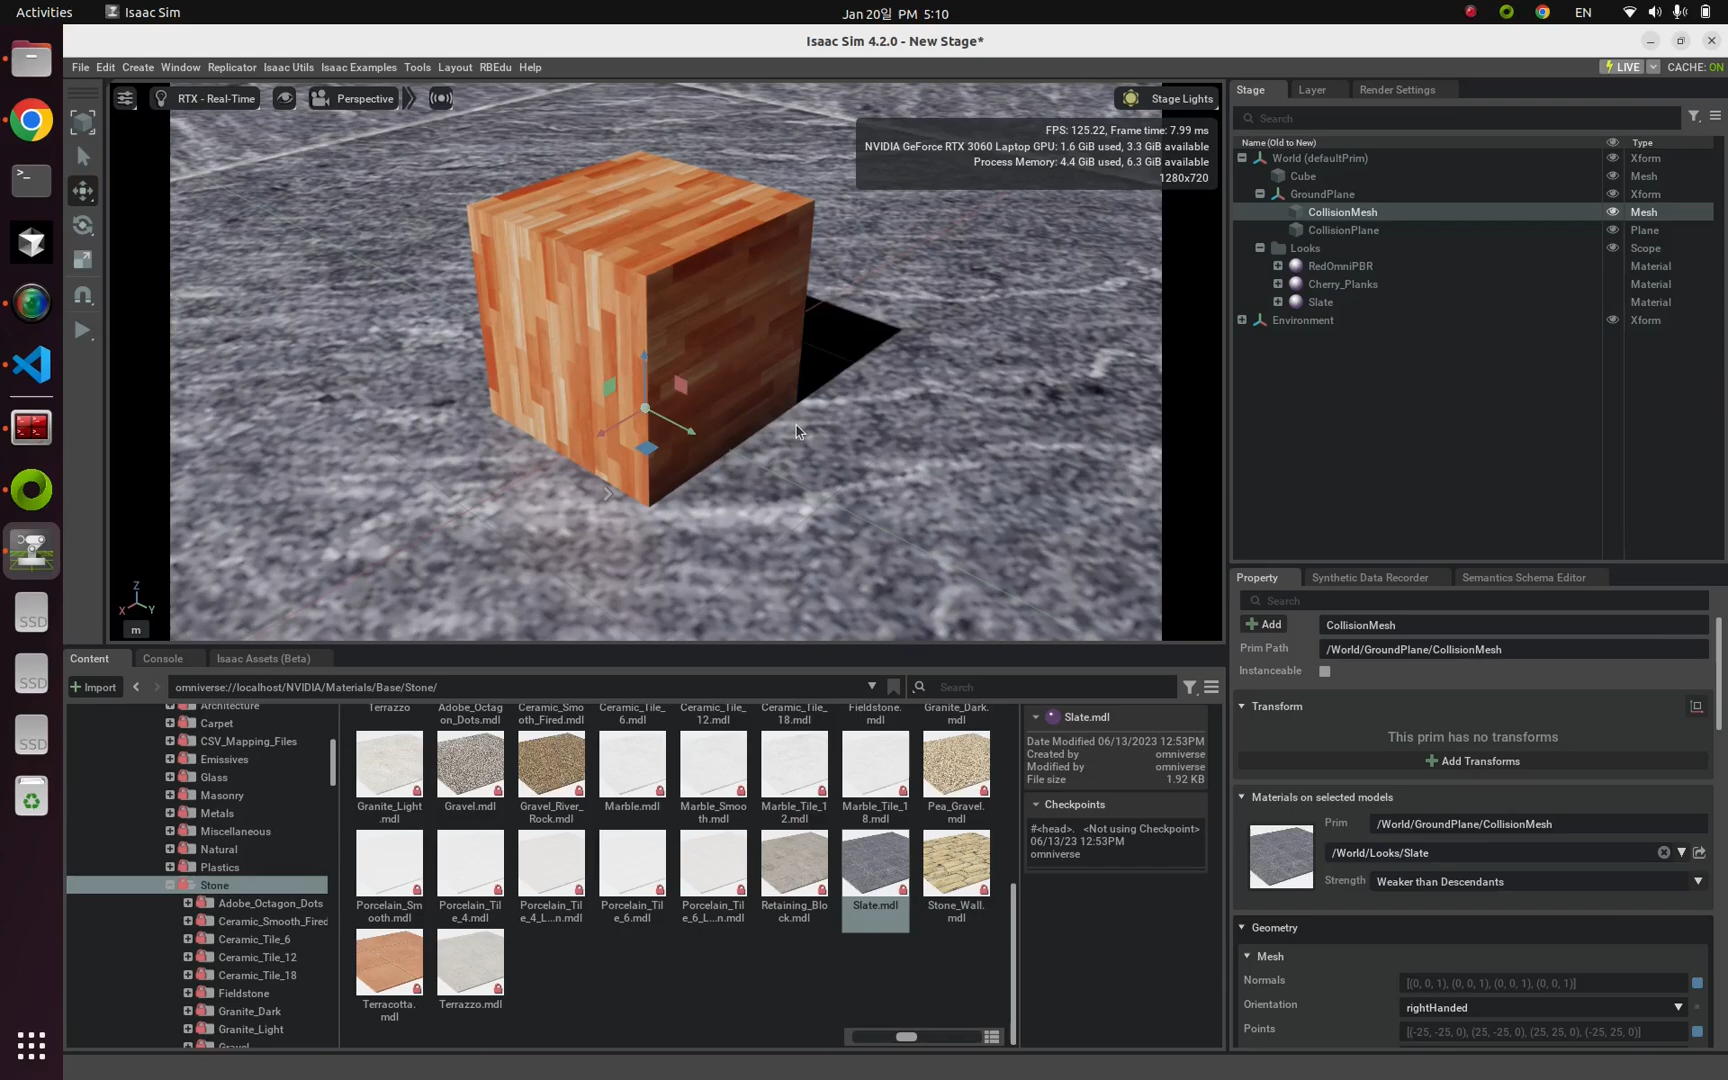 Activities
Isaac Sim
Jan 20일 PM 5:10
EN
Isaac Sim 4.2.0 - New Stage*
File Edit Create Window Replicator Isaac Utils Isaac Examples Tools Layout RBEdu Help
LIVE
CACHE: ON
RTX - Real-Time
Perspective
Stage Lights
FPS: 125.22, Frame time: 7.99 ms
NVIDIA GeForce RTX 3060 Laptop GPU: 1.6 GiB used, 3.3 GiB available
Process Memory: 4.4 GiB used, 6.3 GiB available
1280x720
Z
X
Y
m
Stage Layer Render Settings
Search
Name (Old to New) Type
World (defaultPrim) Xform
Cube Mesh
GroundPlane Xform
CollisionMesh Mesh
CollisionPlane Plane
Looks Scope
RedOmniPBR Material
Cherry_Planks Material
Slate Material
Environment Xform
Property Synthetic Data Recorder Semantics Schema Editor
Search
Add CollisionMesh
Prim Path /World/GroundPlane/CollisionMesh
Instanceable
Transform
This prim has no transforms
Add Transforms
Materials on selected models
Prim /World/GroundPlane/CollisionMesh
/World/Looks/Slate
Strength Weaker than Descendants
Geometry
Mesh
Normals [(0, 0, 1), (0, 0, 1), (0, 0, 1), (0, 0, 1)]
Orientation rightHanded
Points [(-25, -25, 0), (25, -25, 0), (25, 25, 0), (-25, 25, 0)]
Content Console Isaac Assets (Beta)
Import
omniverse://localhost/NVIDIA/Materials/Base/Stone/
Search
Architecture
Carpet
CSV_Mapping_Files
Emissives
Glass
Masonry
Metals
Miscellaneous
Natural
Plastics
Stone
Adobe_Octagon_Dots
Ceramic_Smooth_Fired
Ceramic_Tile_6
Ceramic_Tile_12
Ceramic_Tile_18
Fieldstone
Granite_Dark
Granite_Light
Gravel
Terrazzo
Adobe_Octag
on_Dots.mdl
Ceramic_Smo
oth_Fired.mdl
Ceramic_Tile_
6.mdl
Ceramic_Tile_
12.mdl
Ceramic_Tile_
18.mdl
Fieldstone.
mdl
Granite_Dark.
mdl
Granite_Light
.mdl
Gravel.mdl
Gravel_River_
Rock.mdl
Marble.mdl
Marble_Smoo
th.mdl
Marble_Tile_1
2.mdl
Marble_Tile_1
8.mdl
Pea_Gravel.
mdl
Porcelain_Sm
ooth.mdl
Porcelain_Til
e_4.mdl
Porcelain_Til
e_4_L...n.mdl
Porcelain_Til
e_6.mdl
Porcelain_Til
e_6_L...n.mdl
Retaining_Blo
ck.mdl
Slate.mdl
Stone_Wall.
mdl
Terracotta.
mdl
Terrazzo.mdl
Slate.mdl
Date Modified 06/13/2023 12:53PM
Created by omniverse
Modified by omniverse
File size 1.92 KB
Checkpoints
#<head>. <Not using Checkpoint>
06/13/23 12:53PM
omniverse
SSD
SSD
SSD